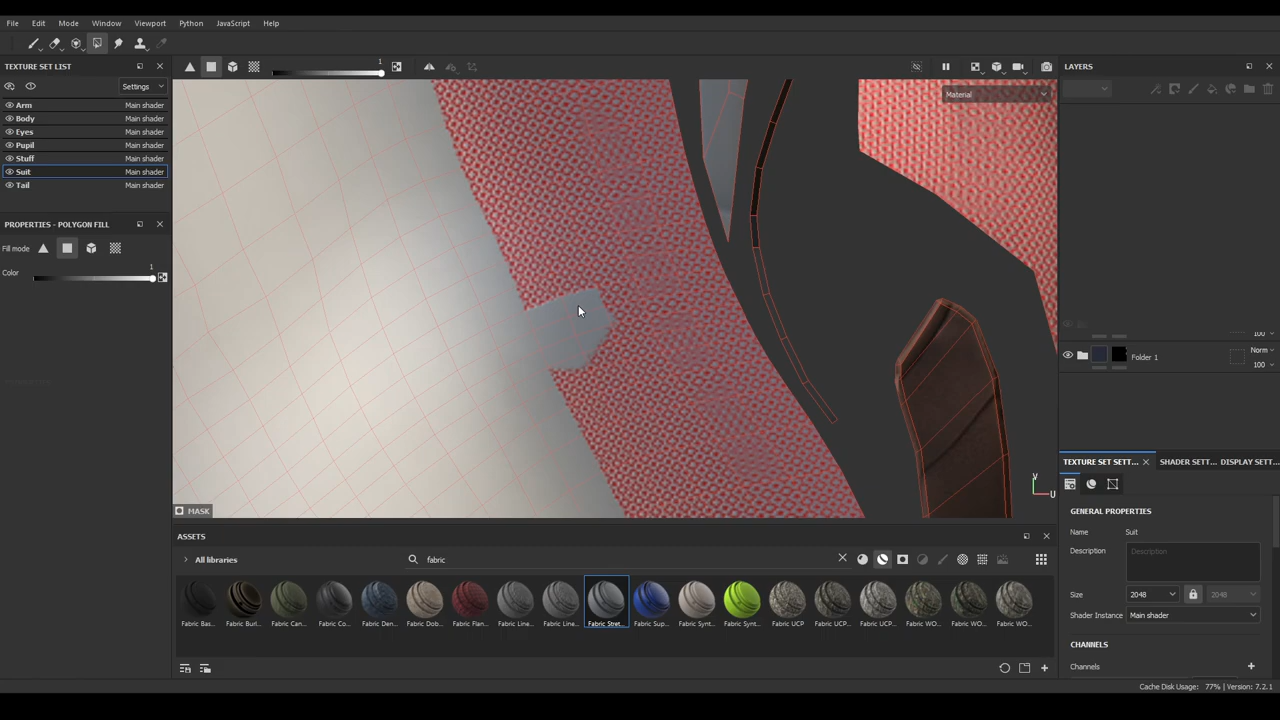 File Edit Mode Window Viewport Python JavaScript Help
1
TEXTURE SET LIST
Settings
Arm Main shader
Body Main shader
Eyes Main shader
Pupil Main shader
Stuff Main shader
Suit Main shader
Tail Main shader
PROPERTIES - POLYGON FILL
Fill mode
Color 1
Material
V
U
MASK
LAYERS
100
Folder 1 Norm
100
TEXTURE SET SETT... SHADER SETT... DISPLAY SETT...
GENERAL PROPERTIES
Name Suit
Description Description
Size 2048 2048
Shader Instance Main shader
CHANNELS
Channels
ASSETS
All libraries fabric
Fabric Bas... Fabric Burl... Fabric Can... Fabric Co... Fabric Den... Fabric Dob... Fabric Flan... Fabric Line... Fabric Line... Fabric Stret... Fabric Sup... Fabric Synt... Fabric Synt... Fabric UCP Fabric UCP... Fabric UCP... Fabric WO... Fabric WO... Fabric WO...
Cache Disk Usage: 77% | Version: 7.2.1